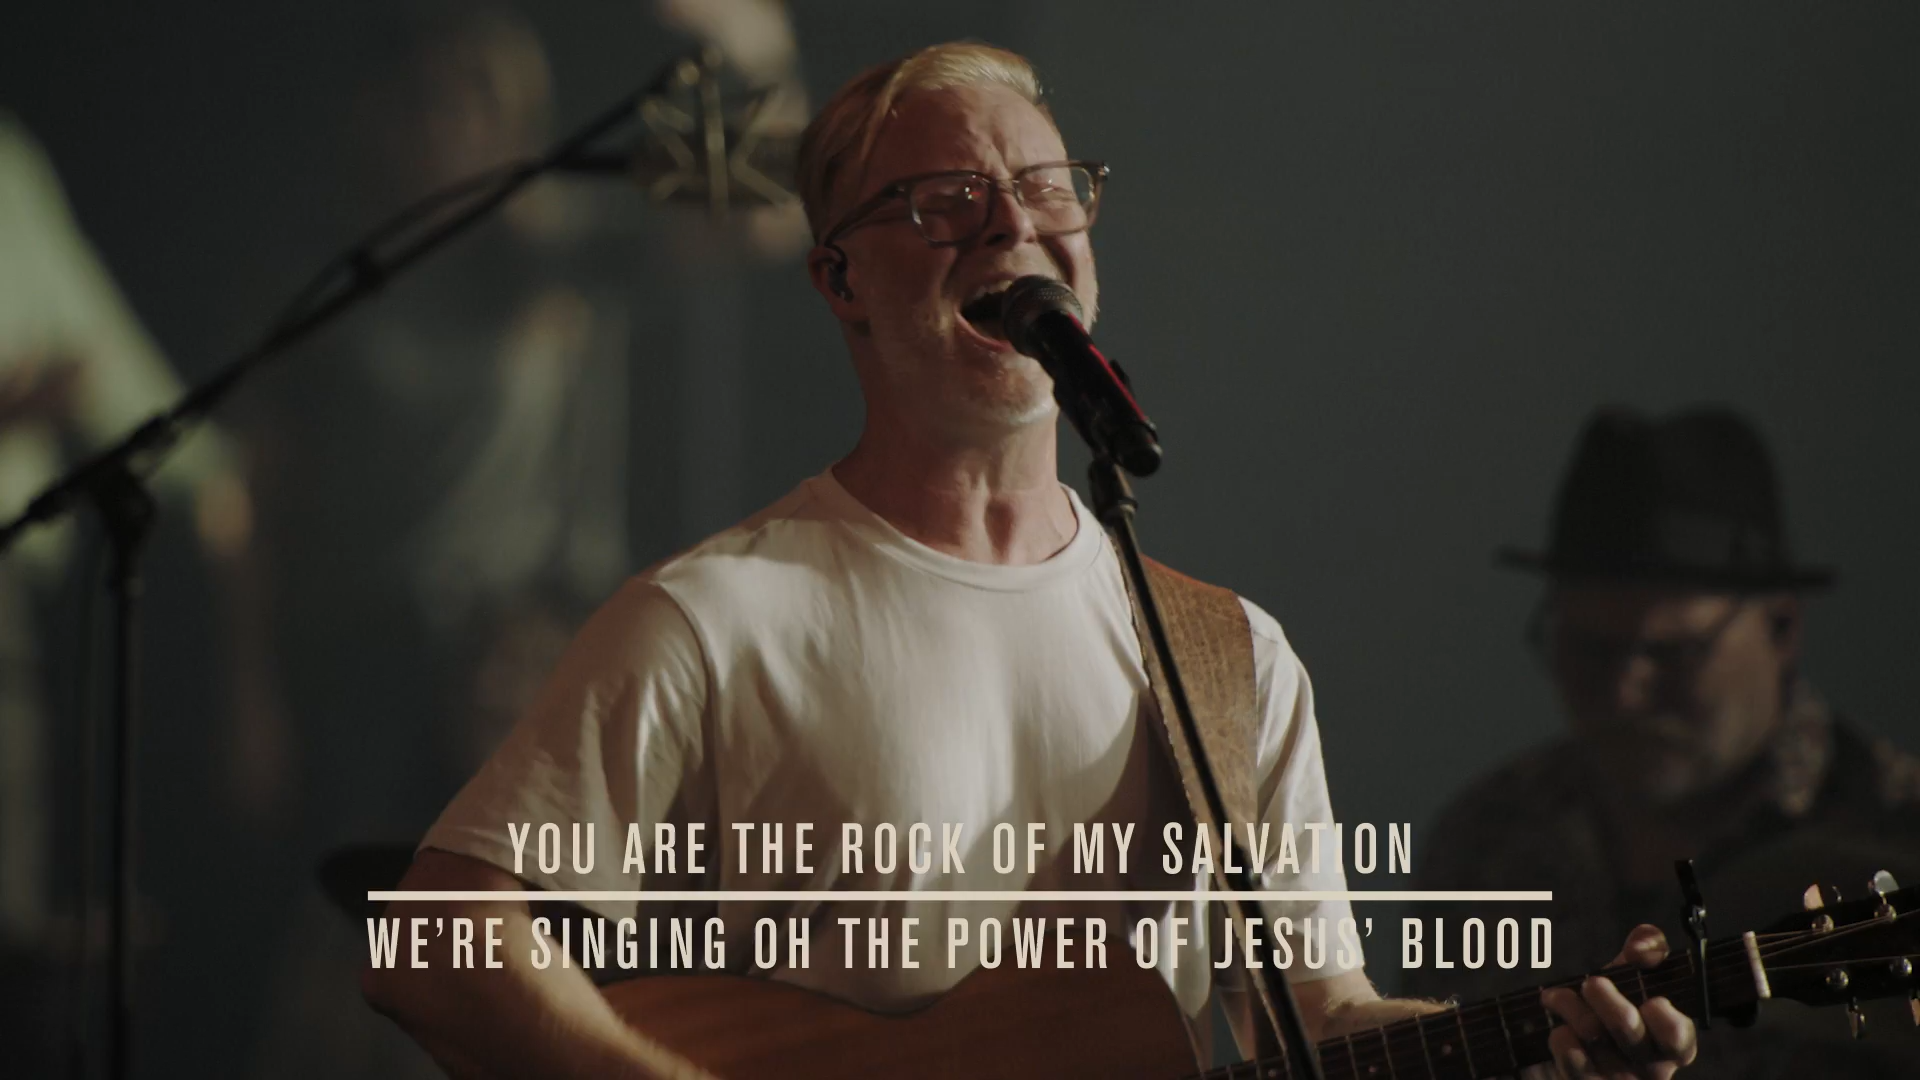 YOU ARE THE ROCK OF MY SALVATION
WE'RE SINGING OH THE POWER OF JESUS' BLOOD